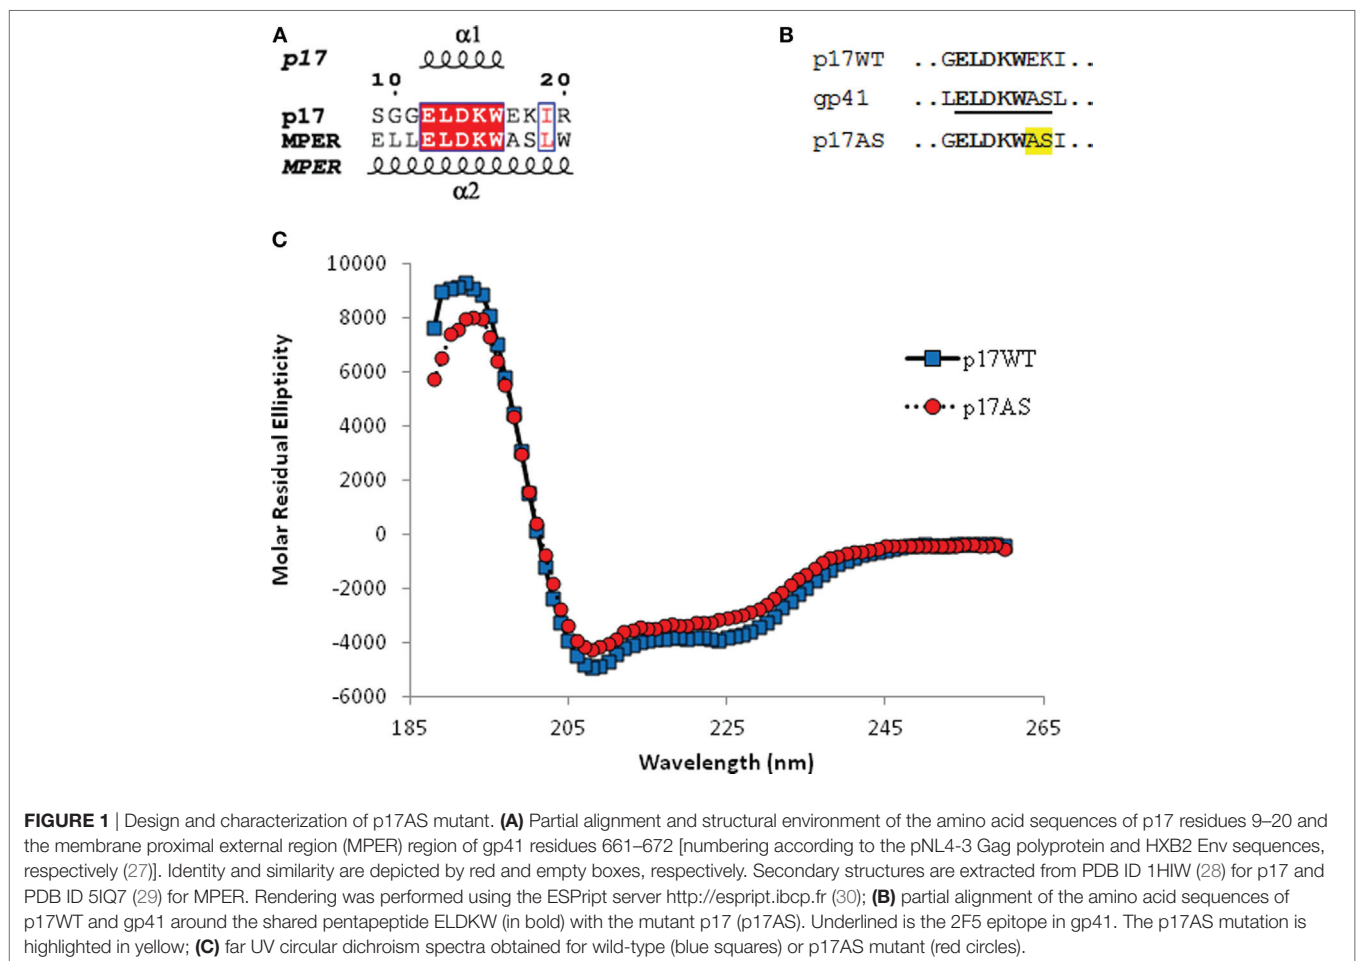 A
B
α1
p17
10 20
p17 SGGELDKWEKIR
MPER ELLELDKWASLW
MPER
α2
p17WT ..GELDKWEKI..
gp41 ..LELDKWASL..
p17AS ..GELDKWASI..
C
Molar Residual Ellipticity
10000
8000
6000
4000
2000
0
-2000
-4000
-6000
185 205 225 245 265
Wavelength (nm)
p17WT
p17AS
FIGURE 1 | Design and characterization of p17AS mutant. (A) Partial alignment and structural environment of the amino acid sequences of p17 residues 9–20 and
the membrane proximal external region (MPER) region of gp41 residues 661–672 [numbering according to the pNL4-3 Gag polyprotein and HXB2 Env sequences,
respectively (27)]. Identity and similarity are depicted by red and empty boxes, respectively. Secondary structures are extracted from PDB ID 1HIW (28) for p17 and
PDB ID 5IQ7 (29) for MPER. Rendering was performed using the ESPript server http://espript.ibcp.fr (30); (B) partial alignment of the amino acid sequences of
p17WT and gp41 around the shared pentapeptide ELDKW (in bold) with the mutant p17 (p17AS). Underlined is the 2F5 epitope in gp41. The p17AS mutation is
highlighted in yellow; (C) far UV circular dichroism spectra obtained for wild-type (blue squares) or p17AS mutant (red circles).